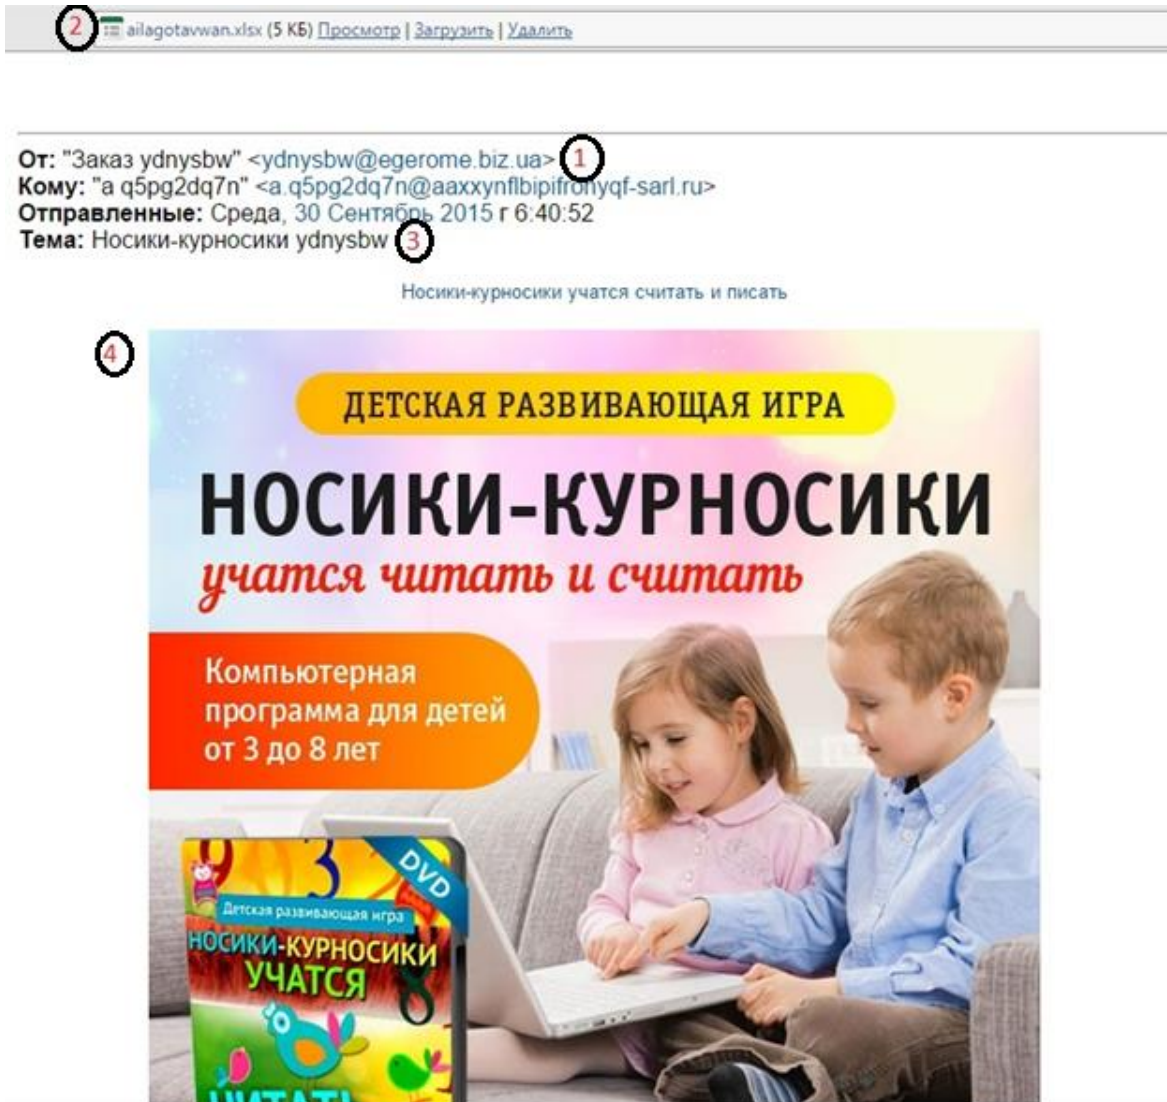 2 ailagotavwan.xlsx (5 КБ) Просмотр | Загрузить | Удалить
От: "Заказ ydnysbw" <ydnysbw@egerome.biz.ua> 1
Кому: "a q5pg2dq7n" <a.q5pg2dq7n@aaxxynflbipifronyqf-sarl.ru>
Отправленные: Среда, 30 Сентябрь 2015 г 6:40:52
Тема: Носики-курносики ydnysbw 3
Носики-курносики учатся считать и писать
4
ДЕТСКАЯ РАЗВИВАЮЩАЯ ИГРА
НОСИКИ-КУРНОСИКИ
учатся читать и считать
Компьютерная
программа для детей
от 3 до 8 лет
3
DVD
Детская развивающая игра
НОСИКИ-КУРНОСИКИ
УЧАТСЯ
8
ЧИТАТЬ